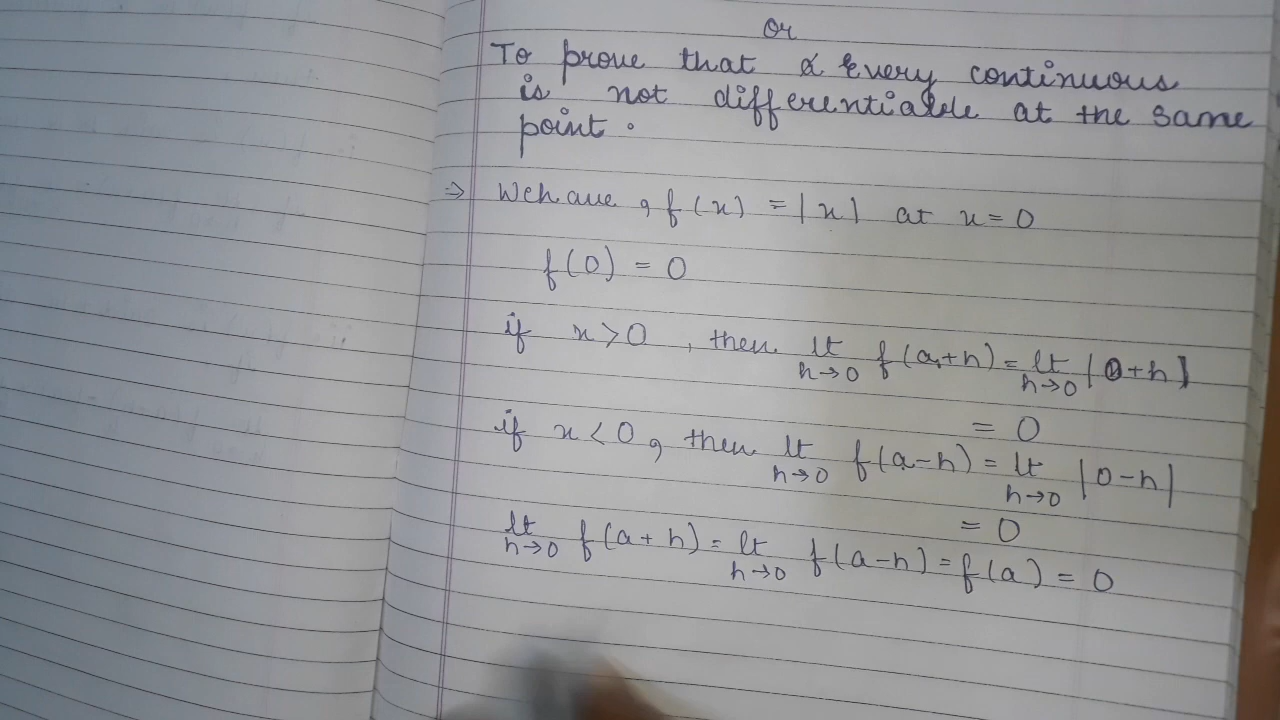 Or
To prove that a Every continuous
is not differentiable at the same
point.
⇒ We have, f(x) = |x| at x=0
f(0) = 0
if x>0, then lt f(a+h) = lt |0+h|
h→0 h→0
= 0
if x<0, then lt f(a-h) = lt |0-h|
h→0 h→0
= 0
lt f(a+h) = lt f(a-h) = f(a) = 0
h→0 h→0